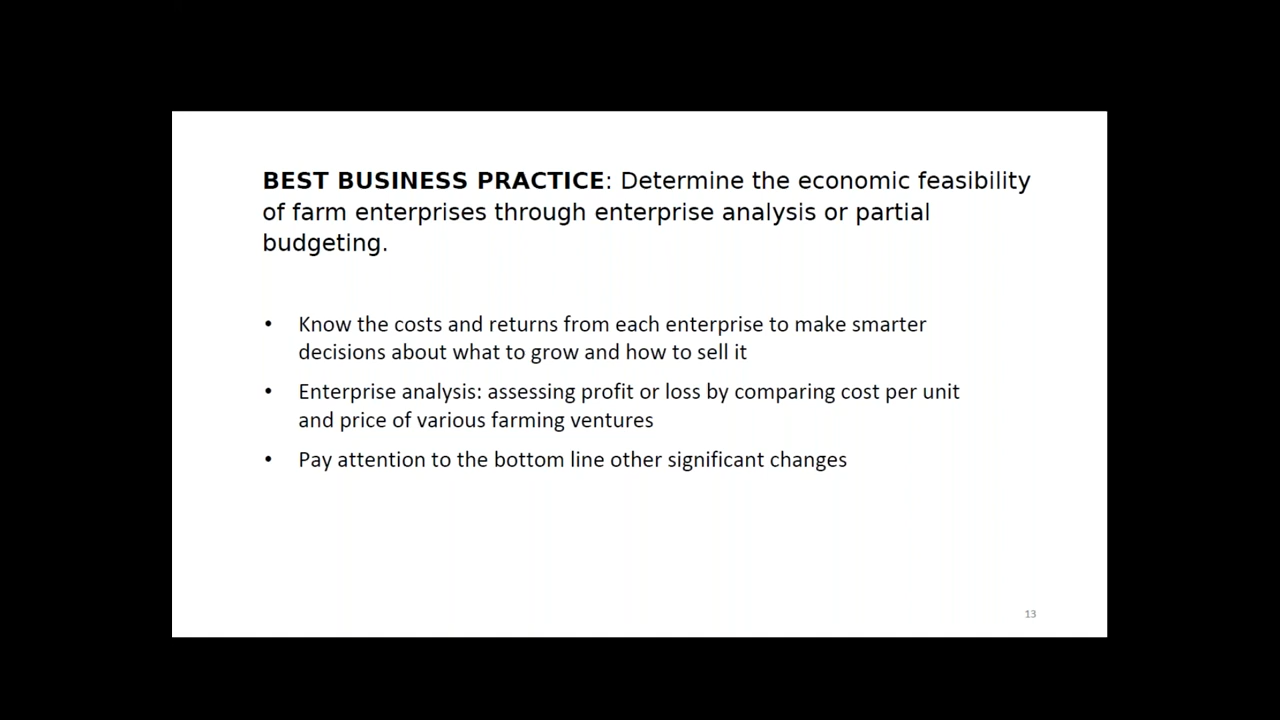 BEST BUSINESS PRACTICE: Determine the economic feasibility
of farm enterprises through enterprise analysis or partial
budgeting.
• Know the costs and returns from each enterprise to make smarter
decisions about what to grow and how to sell it
• Enterprise analysis: assessing profit or loss by comparing cost per unit
and price of various farming ventures
• Pay attention to the bottom line other significant changes
13